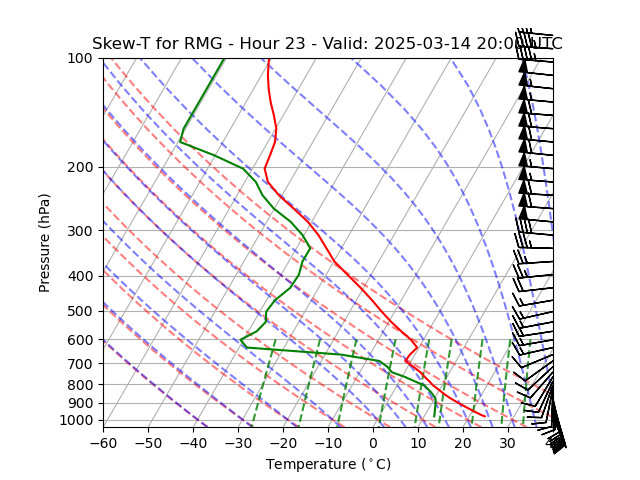 Skew-T for RMG - Hour 23 - Valid: 2025-03-14 20:00 UTC
100
200
300
400
500
600
700
800
900
1000
Pressure (hPa)
−60 −50 −40 −30 −20 −10 0 10 20 30
Temperature (°C)